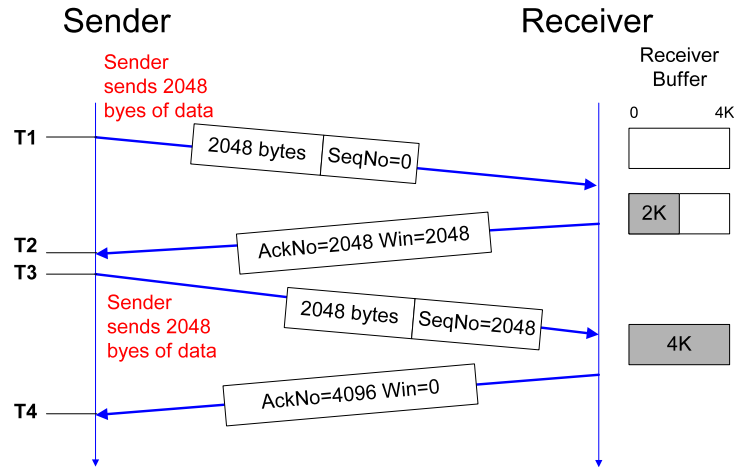 Sender
Receiver
Sender
sends 2048
byes of data
Receiver
Buffer
0 4K
T1
2048 bytes SeqNo=0
2K
AckNo=2048 Win=2048
T2
T3
Sender
sends 2048
byes of data
2048 bytes SeqNo=2048
4K
AckNo=4096 Win=0
T4